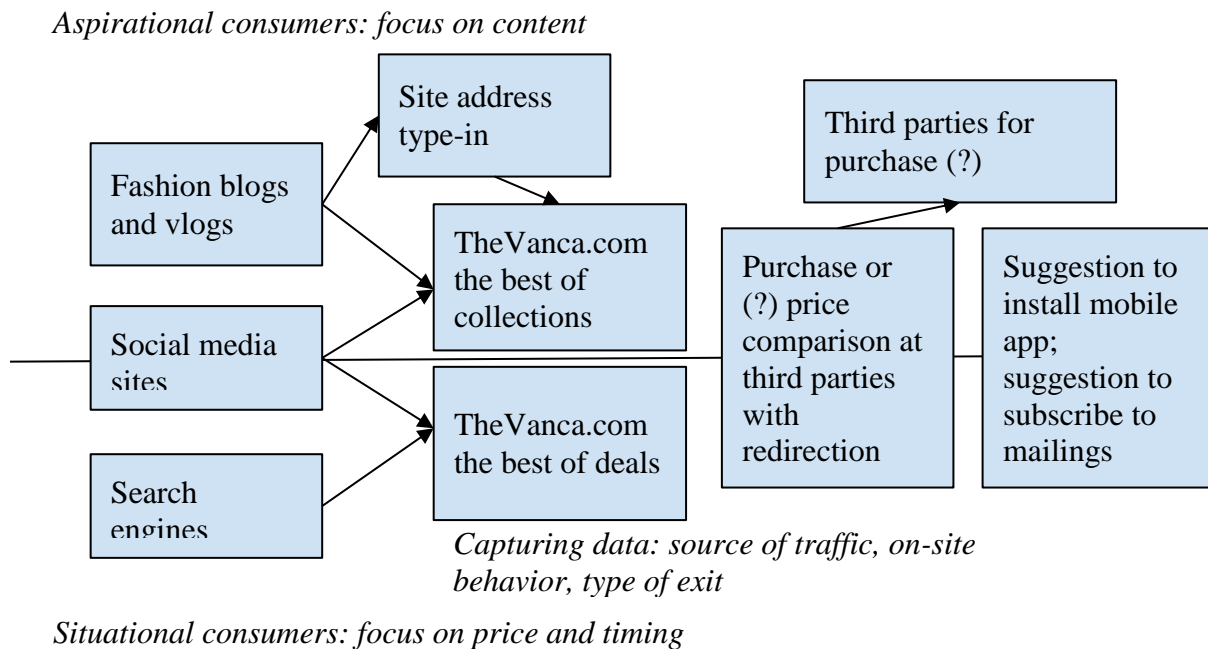 Aspirational consumers: focus on content
Site address
type-in
Third parties for
purchase (?)
Fashion blogs
and vlogs
TheVanca.com
the best of
collections
Purchase or
(?) price
comparison at
third parties
with
redirection
Suggestion to
install mobile
app;
suggestion to
subscribe to
mailings
Social media
sites
TheVanca.com
the best of deals
Search
engines
Capturing data: source of traffic, on-site
behavior, type of exit
Situational consumers: focus on price and timing